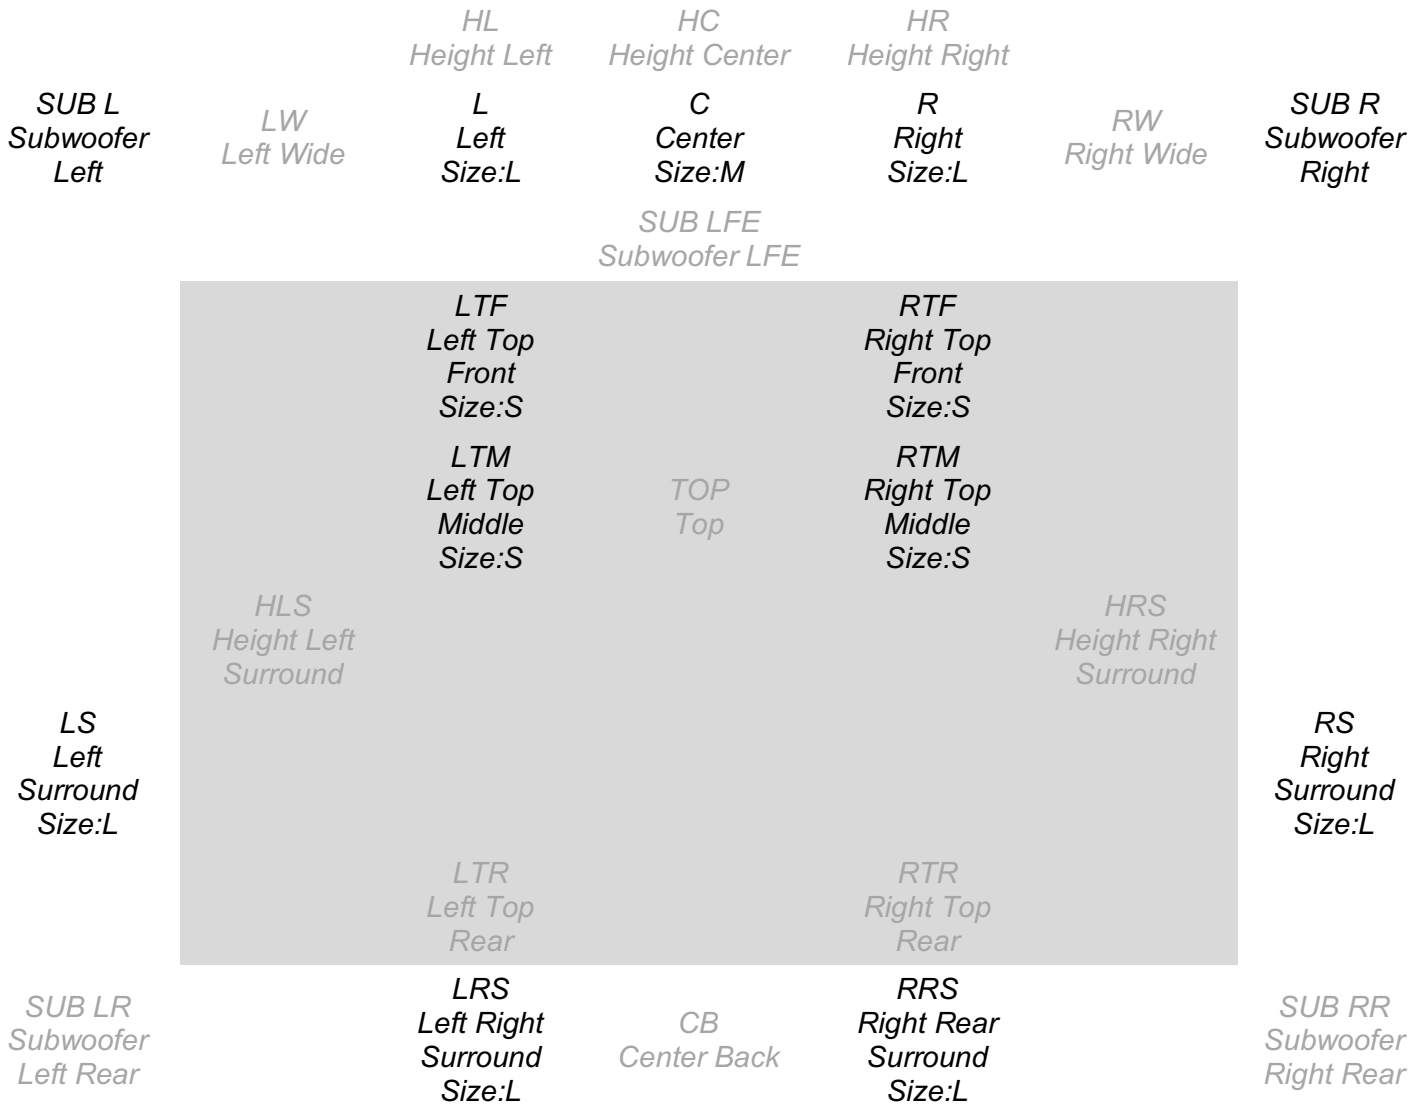 HL
Height Left
HC
Height Center
HR
Height Right
SUB L
Subwoofer
Left
LW
Left Wide
L
Left
Size:L
C
Center
Size:M
R
Right
Size:L
RW
Right Wide
SUB R
Subwoofer
Right
SUB LFE
Subwoofer LFE
LTF
Left Top
Front
Size:S
RTF
Right Top
Front
Size:S
LTM
Left Top
Middle
Size:S
TOP
Top
RTM
Right Top
Middle
Size:S
HLS
Height Left
Surround
HRS
Height Right
Surround
LS
Left
Surround
Size:L
RS
Right
Surround
Size:L
LTR
Left Top
Rear
RTR
Right Top
Rear
SUB LR
Subwoofer
Left Rear
LRS
Left Right
Surround
Size:L
CB
Center Back
RRS
Right Rear
Surround
Size:L
SUB RR
Subwoofer
Right Rear